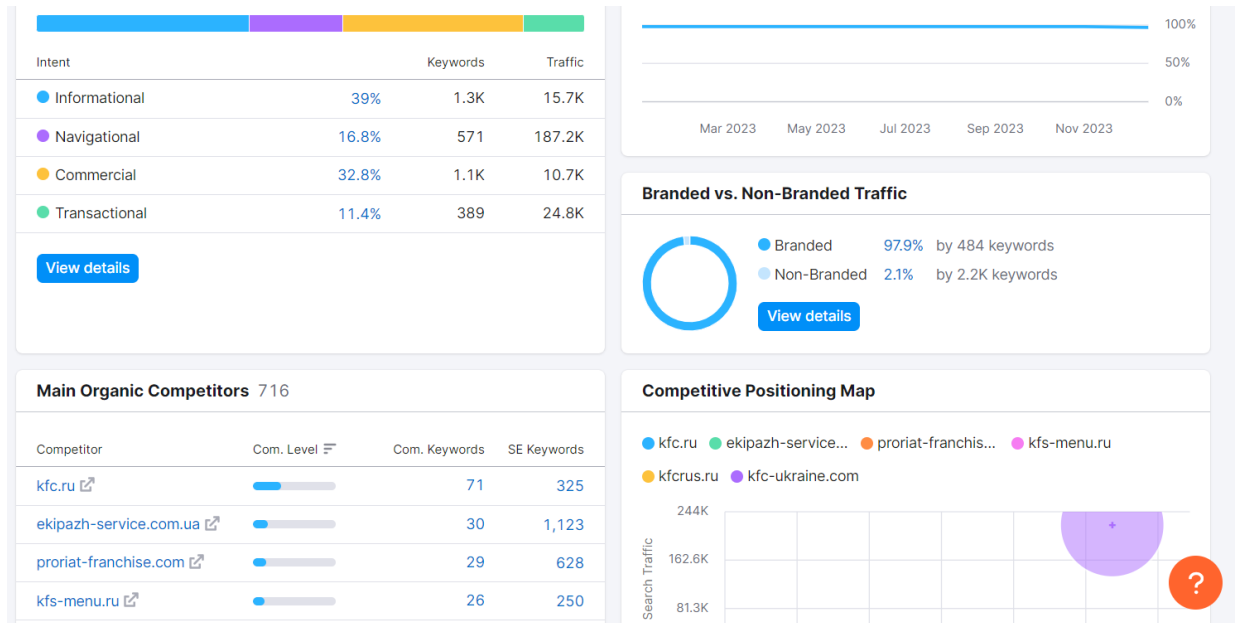 Intent Keywords Traffic
Informational 39% 1.3K 15.7K
Navigational 16.8% 571 187.2K
Commercial 32.8% 1.1K 10.7K
Transactional 11.4% 389 24.8K
View details
100%
50%
0%
Mar 2023 May 2023 Jul 2023 Sep 2023 Nov 2023
Branded vs. Non-Branded Traffic
Branded 97.9% by 484 keywords
Non-Branded 2.1% by 2.2K keywords
View details
Main Organic Competitors 716
Competitor Com. Level Com. Keywords SE Keywords
kfc.ru 71 325
ekipazh-service.com.ua 30 1,123
proriat-franchise.com 29 628
kfs-menu.ru 26 250
Competitive Positioning Map
kfc.ru ekipazh-service... proriat-franchis... kfs-menu.ru
kfcrus.ru kfc-ukraine.com
244K
162.6K
81.3K
Search Traffic
?